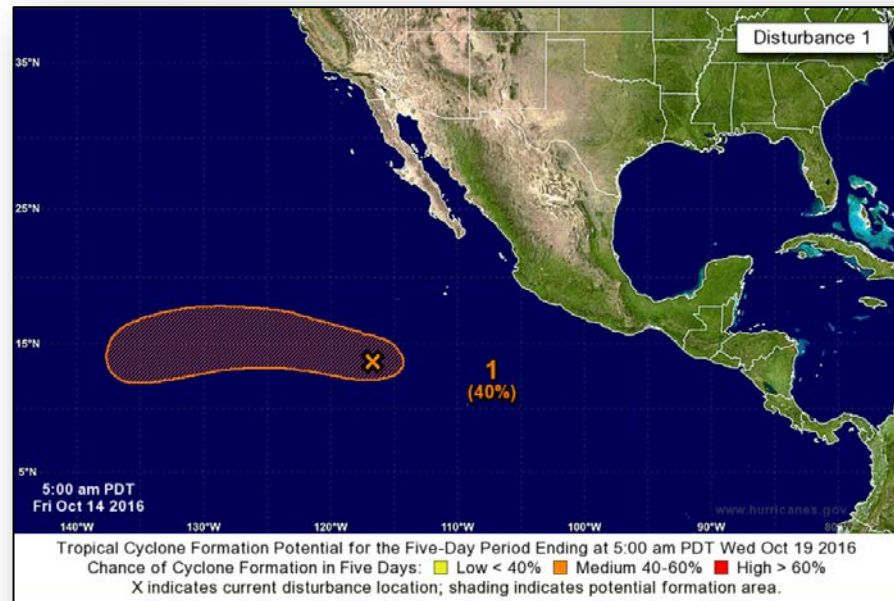 Disturbance 1
35°N
25°N
15°N
1
(40%)
5°N
5:00 am PDT
Fri Oct 14 2016
www.hurricanes.gov
140°W 130°W 120°W 110°W 100°W 90°W 80°W
Tropical Cyclone Formation Potential for the Five-Day Period Ending at 5:00 am PDT Wed Oct 19 2016
Chance of Cyclone Formation in Five Days: Low < 40% Medium 40-60% High > 60%
X indicates current disturbance location; shading indicates potential formation area.